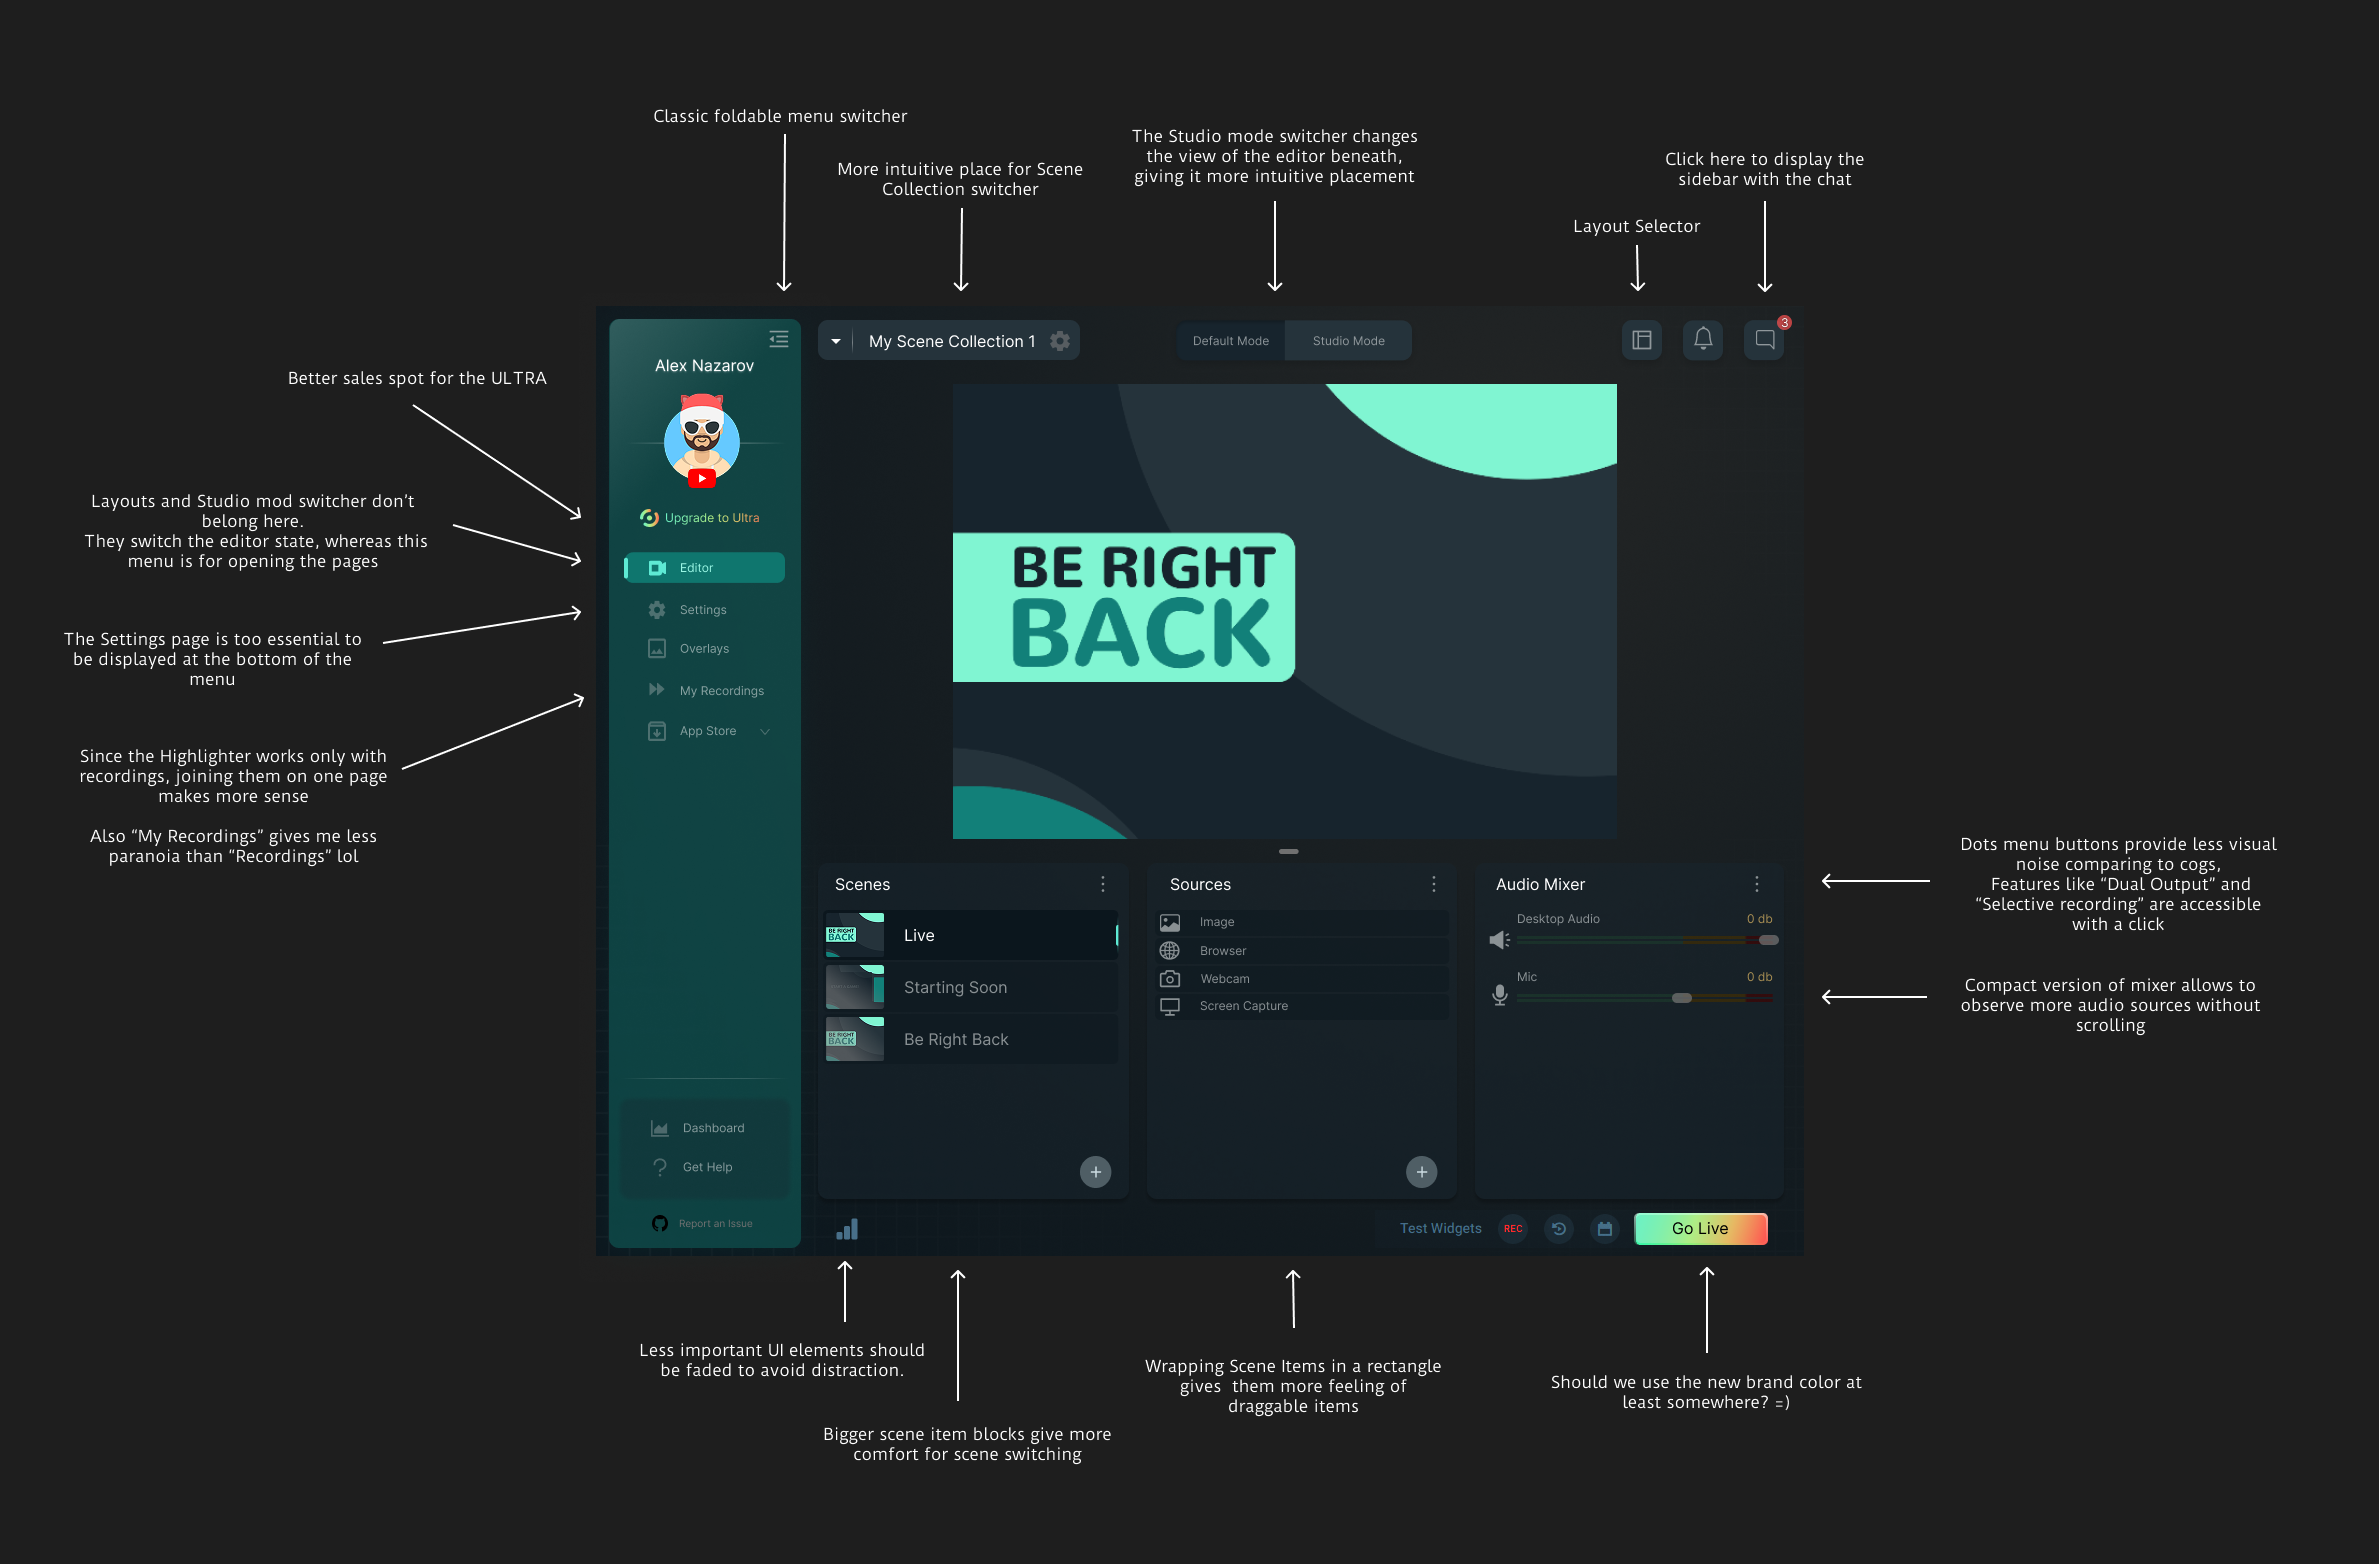 Classic foldable menu switcher
More intuitive place for Scene
Collection switcher
The Studio mode switcher changes
the view of the editor beneath,
giving it more intuitive placement
Layout Selector
Click here to display the
sidebar with the chat
Better sales spot for the ULTRA
Layouts and Studio mod switcher don’t
belong here.
They switch the editor state, whereas this
menu is for opening the pages
The Settings page is too essential to
be displayed at the bottom of the
menu
Since the Highlighter works only with
recordings, joining them on one page
makes more sense
Also “My Recordings” gives me less
paranoia than “Recordings” lol
Alex Nazarov
Upgrade to Ultra
Editor
Settings
Overlays
My Recordings
App Store
Dashboard
Get Help
Report an Issue
My Scene Collection 1
Default Mode
Studio Mode
3
BE RIGHT
BACK
Scenes
BE RIGHT
BACK
Live
Starting Soon
BE RIGHT
BACK
Be Right Back
Sources
Image
Browser
Webcam
Screen Capture
Audio Mixer
Desktop Audio
0 db
Mic
0 db
Test Widgets
REC
Go Live
Dots menu buttons provide less visual
noise comparing to cogs,
Features like “Dual Output” and
“Selective recording” are accessible
with a click
Compact version of mixer allows to
observe more audio sources without
scrolling
Less important UI elements should
be faded to avoid distraction.
Bigger scene item blocks give more
comfort for scene switching
Wrapping Scene Items in a rectangle
gives  them more feeling of
draggable items
Should we use the new brand color at
least somewhere? =)